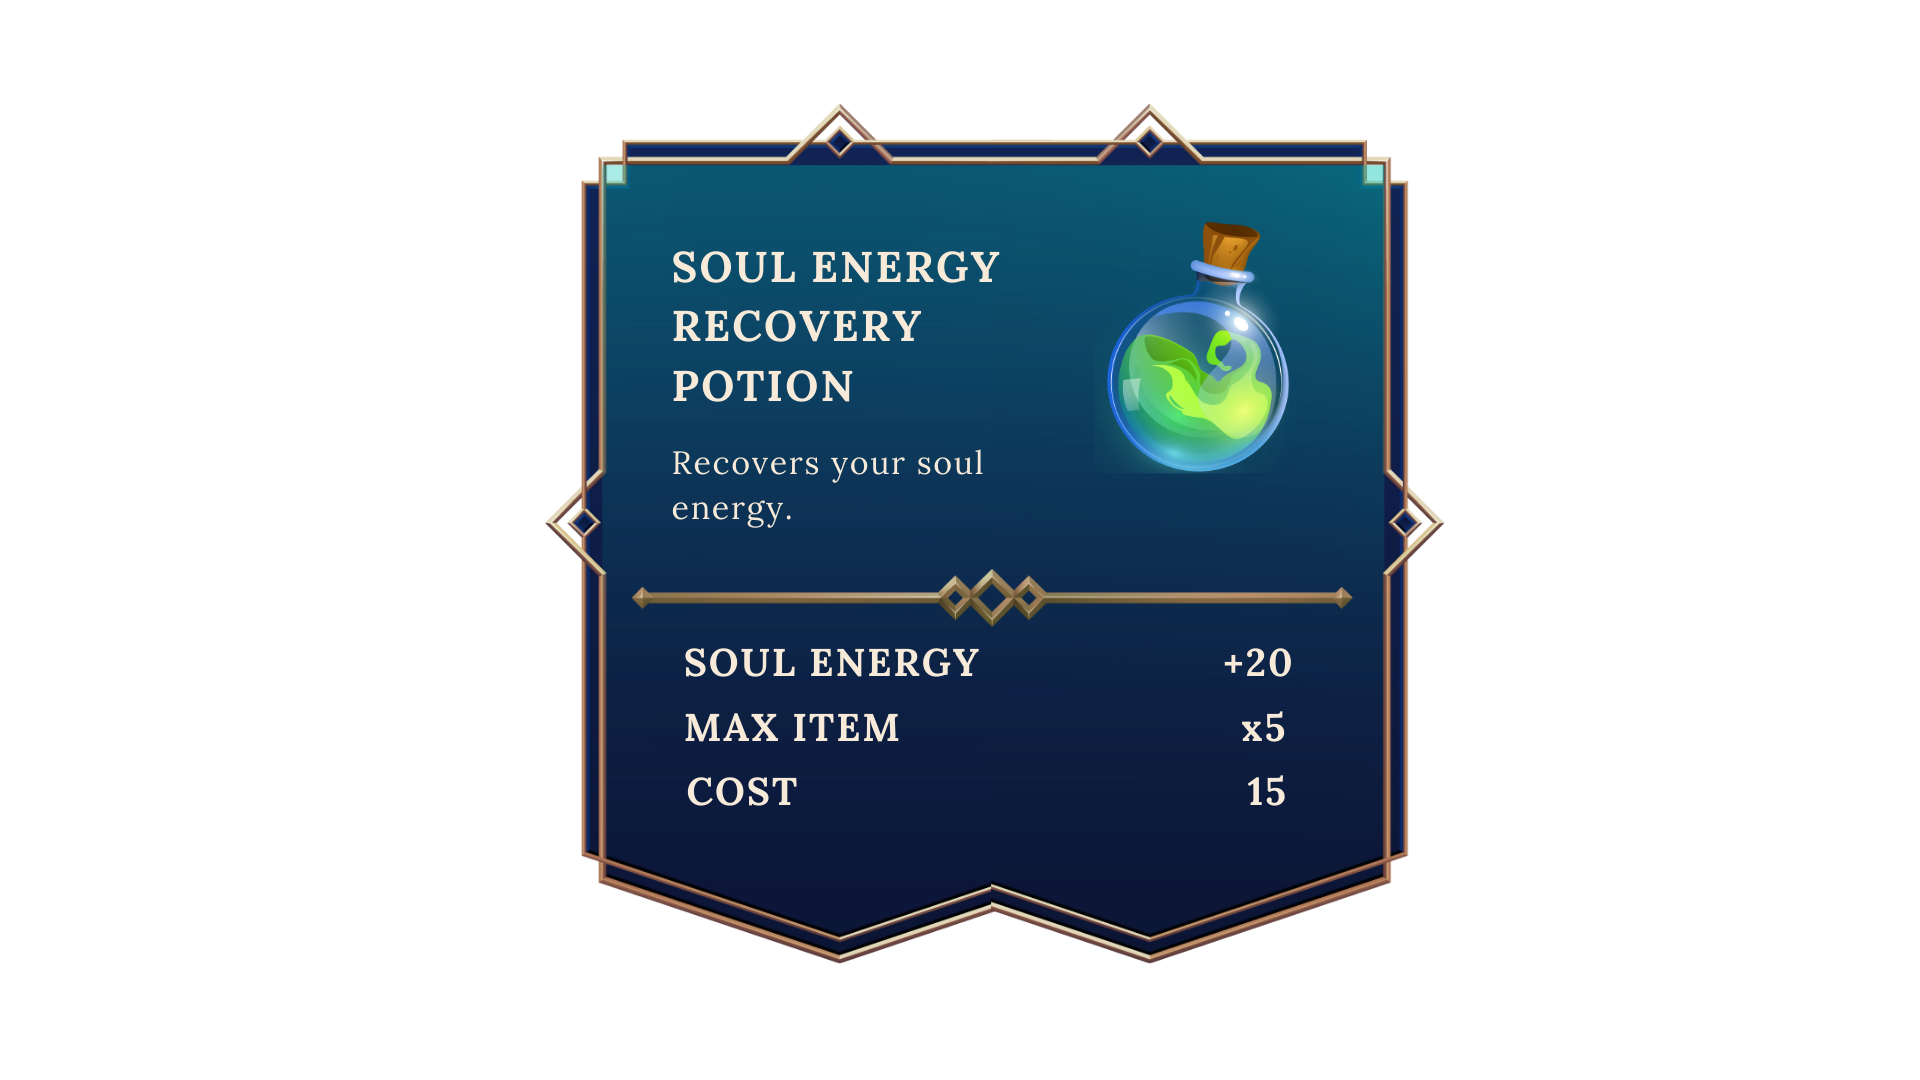 SOUL ENERGY
RECOVERY
POTION
Recovers your soul
energy.
SOUL ENERGY +20
MAX ITEM x5
COST 15